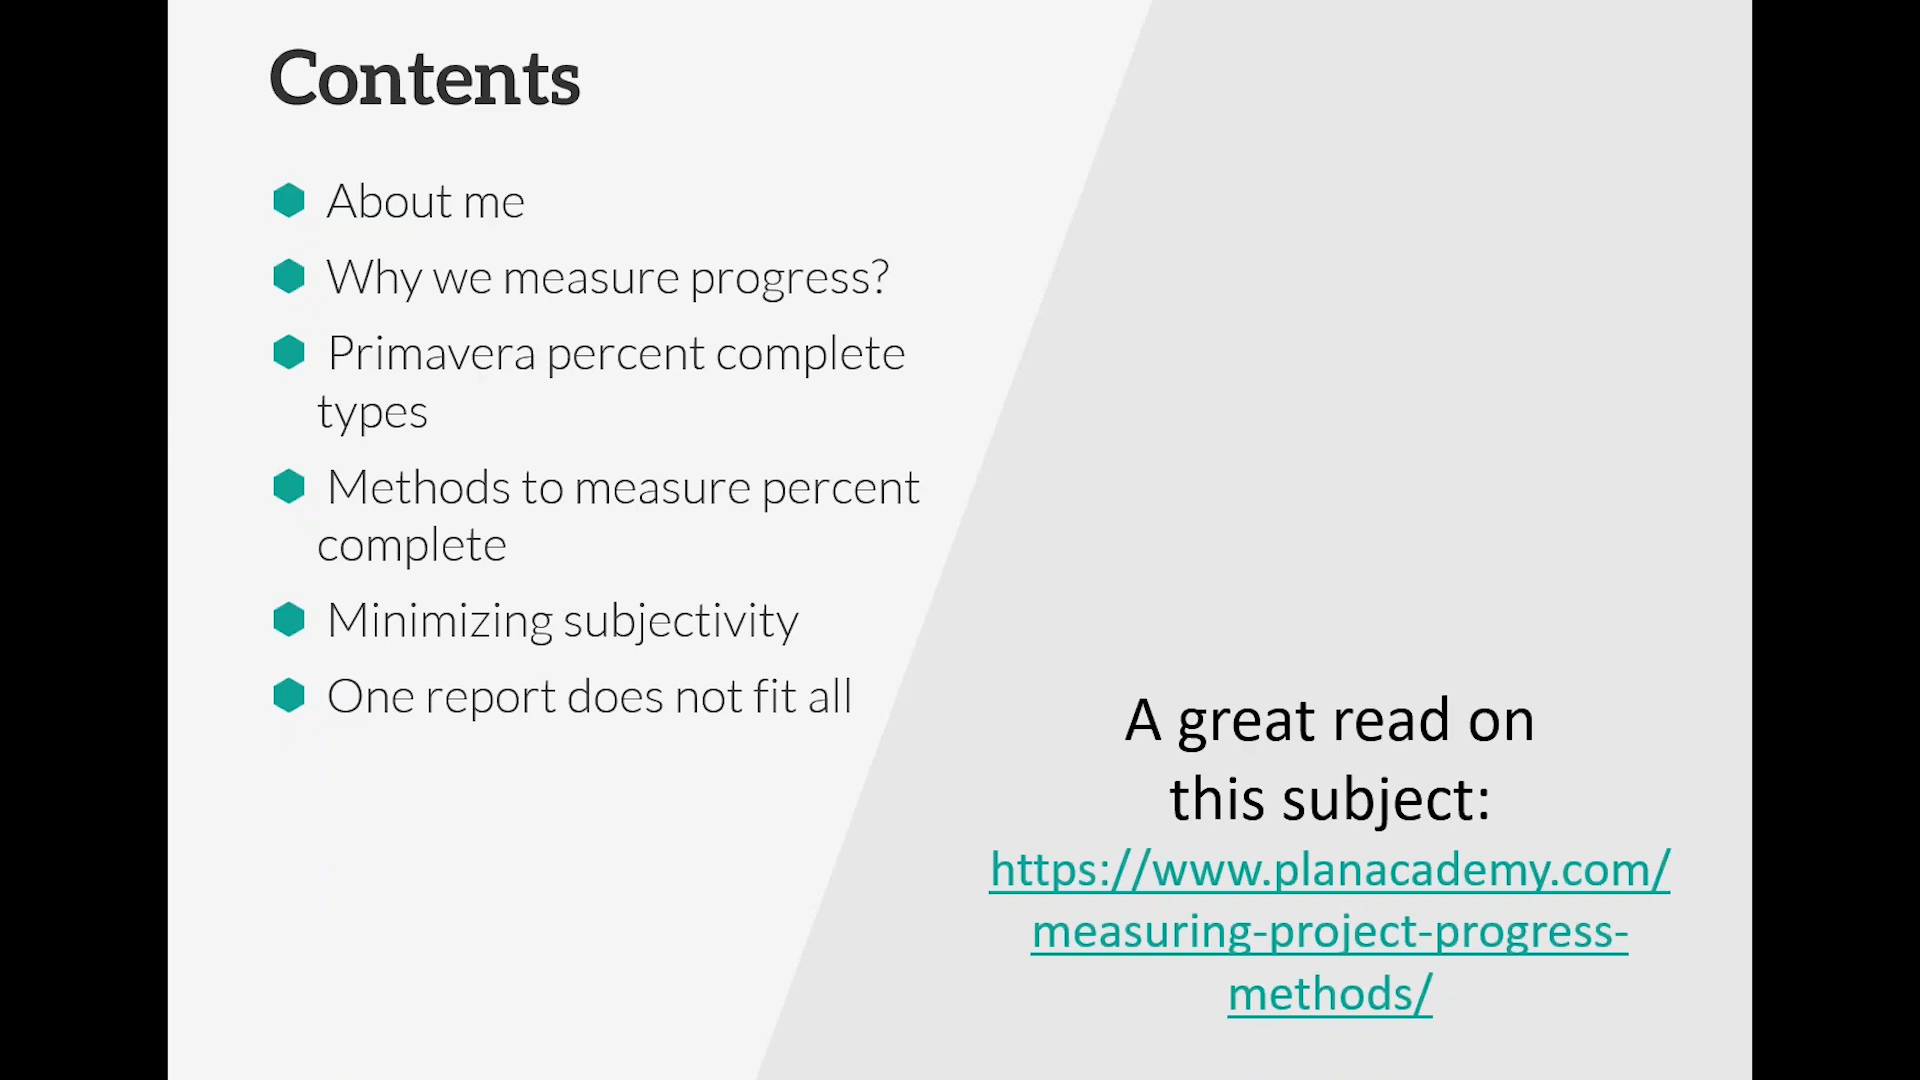 Contents
About me
Why we measure progress?
Primavera percent complete
types
Methods to measure percent
complete
Minimizing subjectivity
One report does not fit all
A great read on
this subject:
https://www.planacademy.com/
measuring-project-progress-
methods/